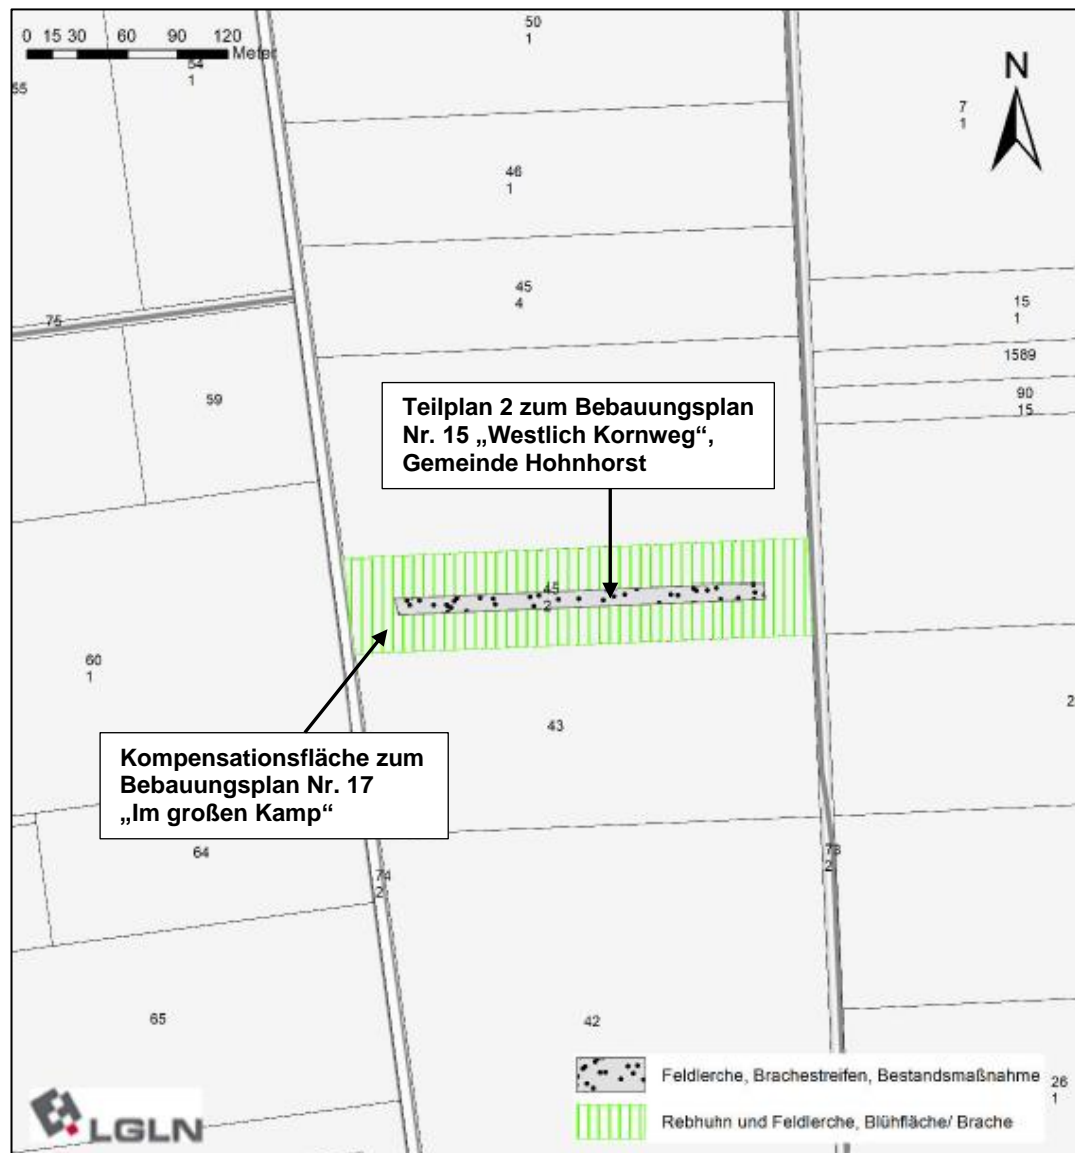 50
1
0 15 30 60 90 120
Meter
54
1
55
N
7
1
46
1
45
4
15
1
75
1589
59
90
15
Teilplan 2 zum Bebauungsplan
Nr. 15 „Westlich Kornweg“,
Gemeinde Hohnhorst
45
2
60
1
2
43
Kompensationsfläche zum
Bebauungsplan Nr. 17
„Im großen Kamp“
64
73
2
74
2
65
42
Feldlerche, Brachestreifen, Bestandsmaßnahme
26
1
Rebhuhn und Feldlerche, Blühfläche/ Brache
LGLN